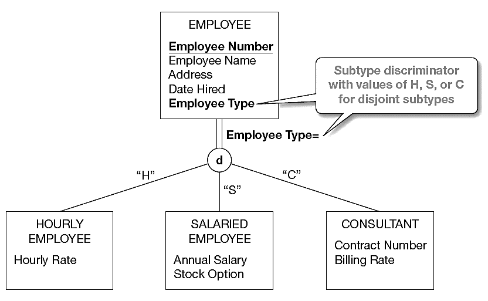 EMPLOYEE
Employee Number
Employee Name
Address
Date Hired
Employee Type
Subtype discriminator
with values of H, S, or C
for disjoint subtypes
Employee Type=
d
“H”
“S”
“C”
HOURLY
EMPLOYEE
Hourly Rate
SALARIED
EMPLOYEE
Annual Salary
Stock Option
CONSULTANT
Contract Number
Billing Rate